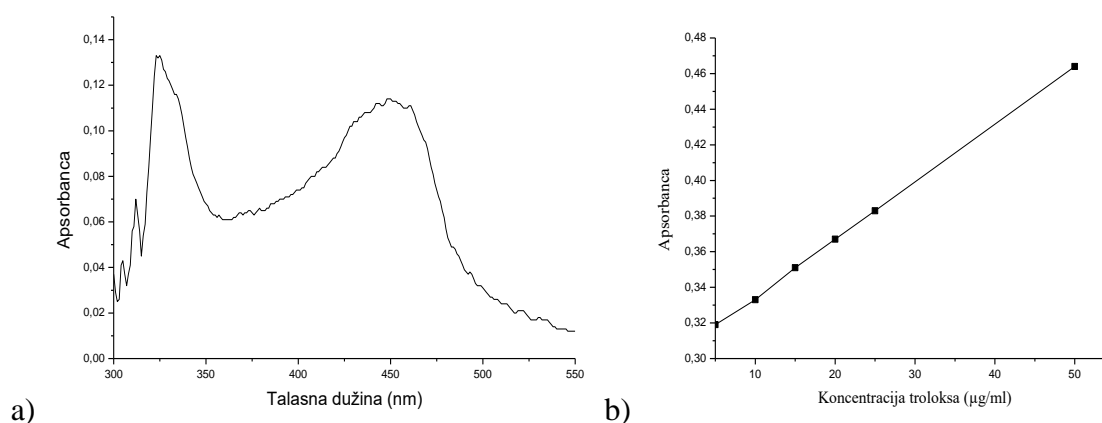 0,14
0,12
0,10
0,08
0,06
0,04
0,02
0,00
Apsorbanca
300 350 400 450 500 550
Talasna dužina (nm)
a)
0,48
0,46
0,44
0,42
0,40
0,38
0,36
0,34
0,32
0,30
Apsorbanca
10 20 30 40 50
Koncentracija troloksa (µg/ml)
b)